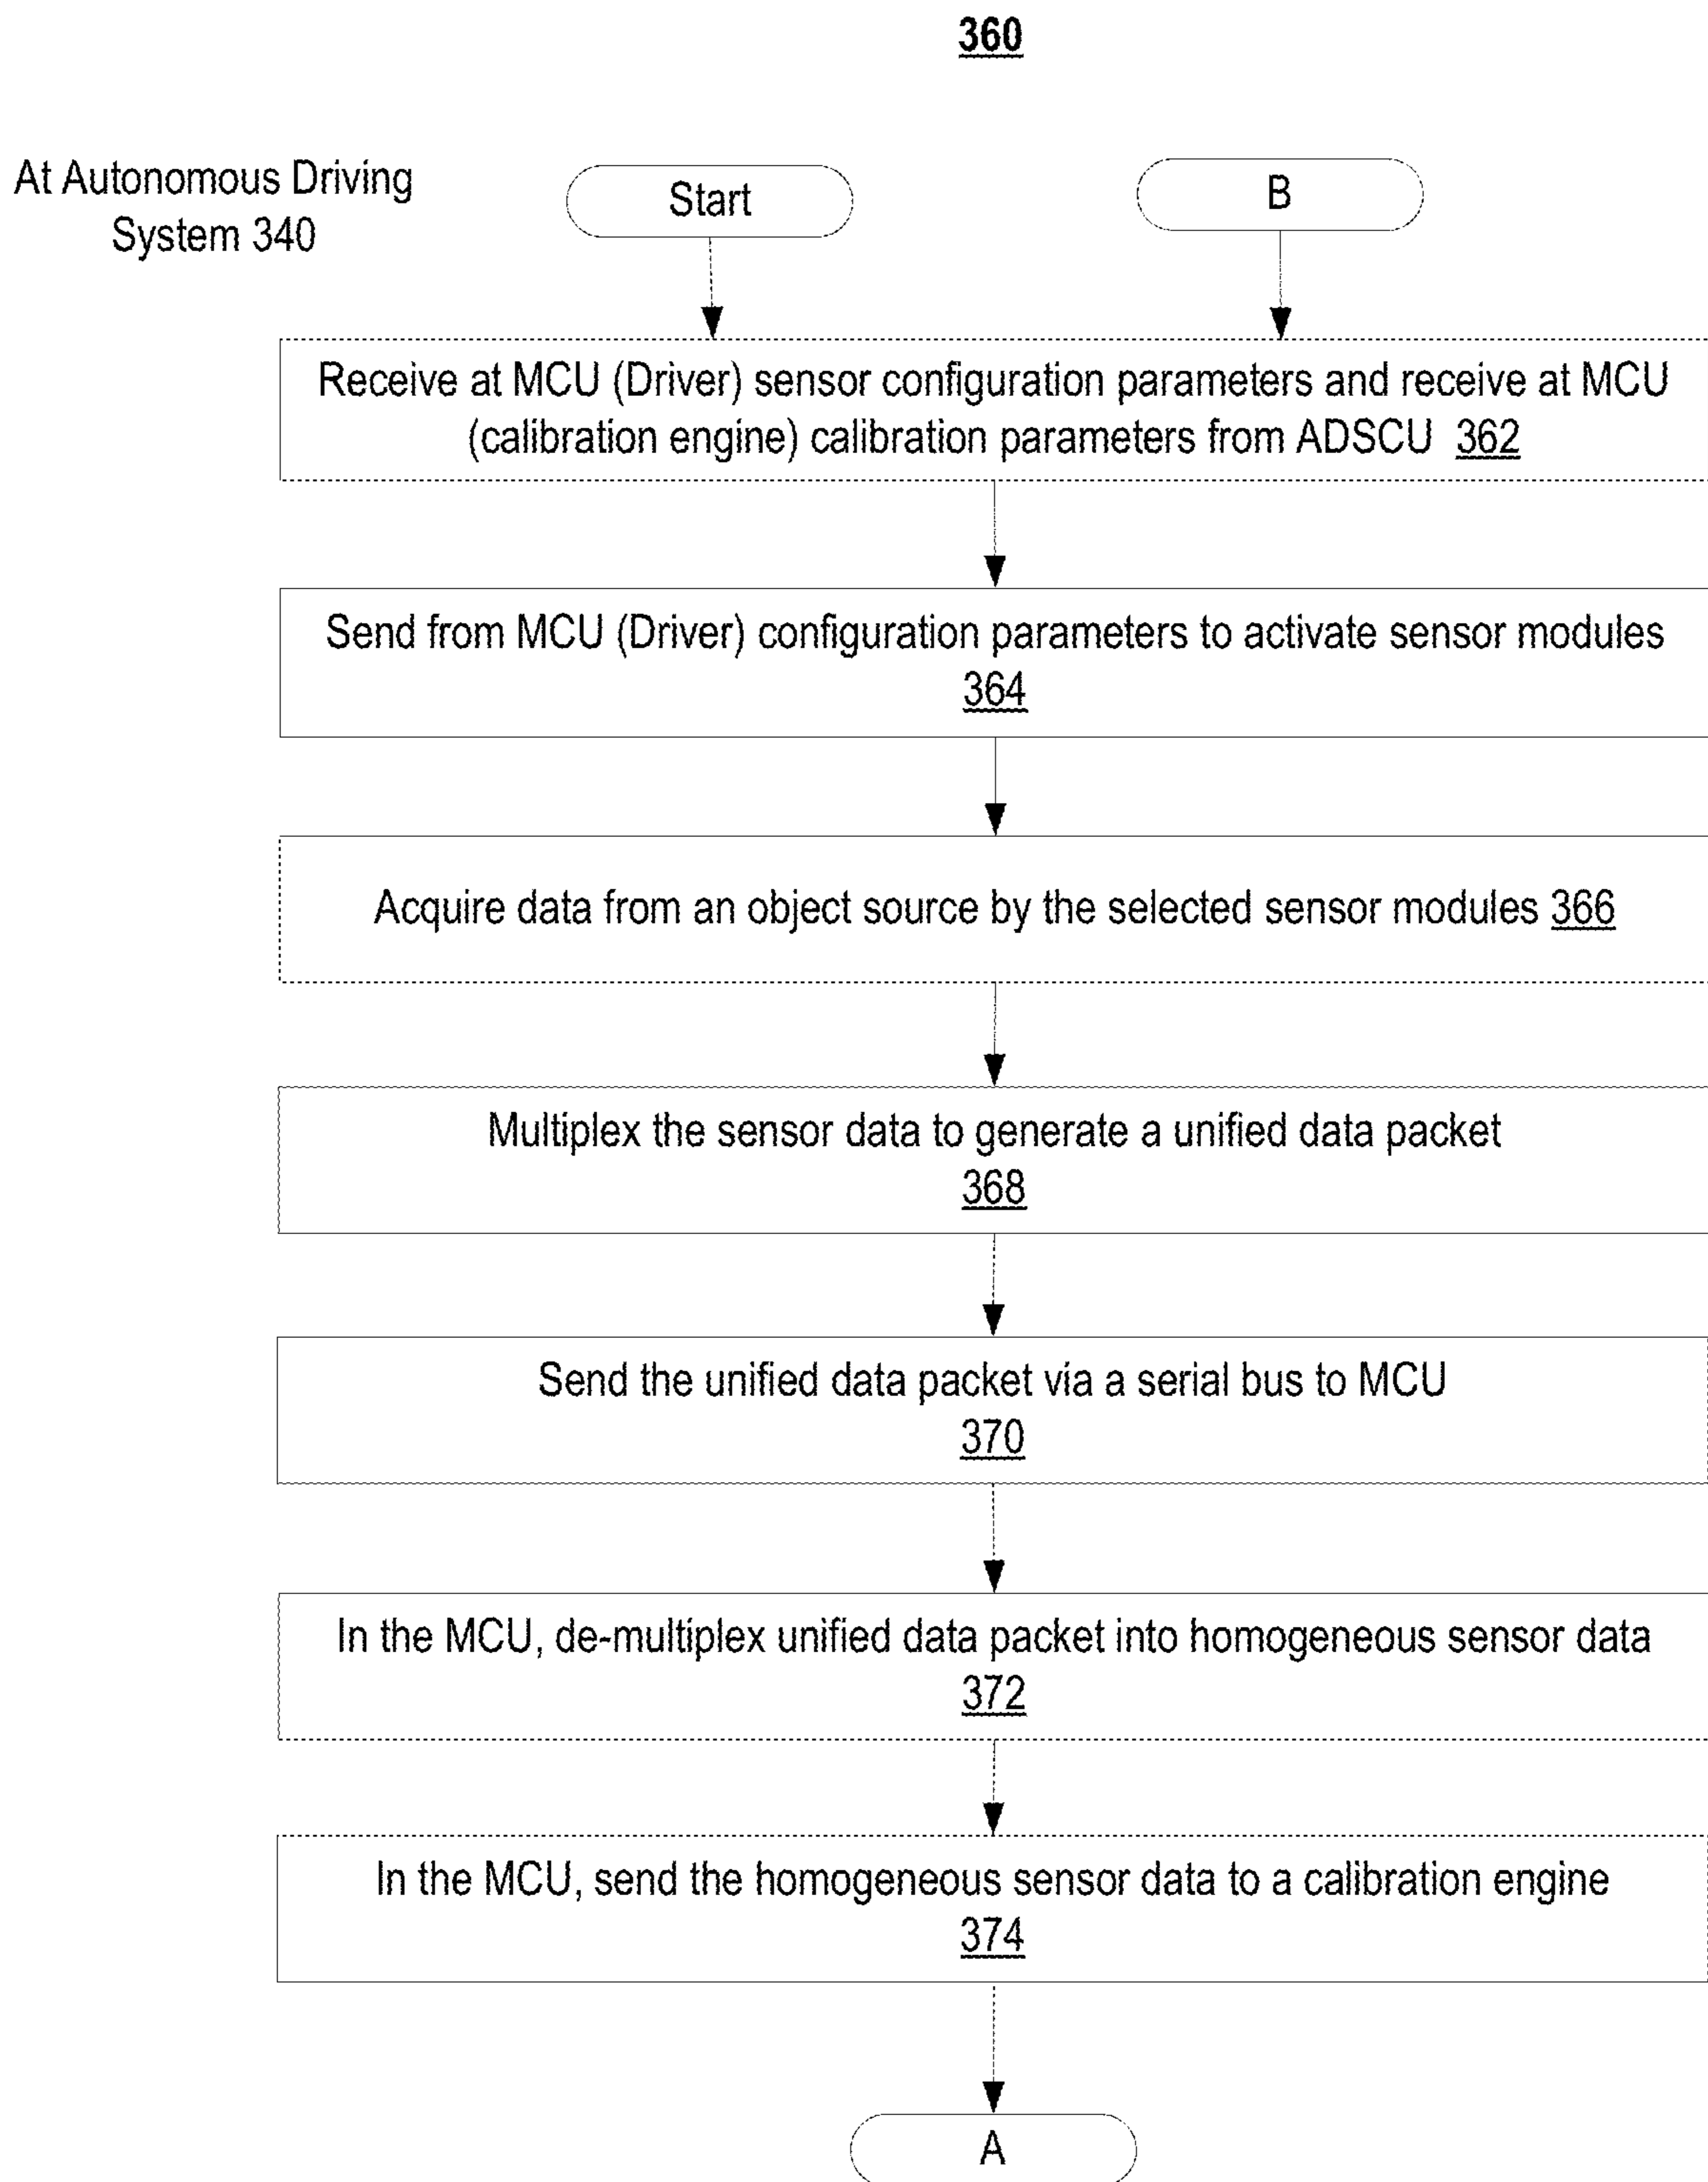 360
At Autonomous Driving
System 340
Start
B
Receive at MCU (Driver) sensor configuration parameters and receive at MCU
(calibration engine) calibration parameters from ADSCU 362
Send from MCU (Driver) configuration parameters to activate sensor modules
364
Acquire data from an object source by the selected sensor modules 366
Multiplex the sensor data to generate a unified data packet
368
Send the unified data packet via a serial bus to MCU
370
In the MCU, de-multiplex unified data packet into homogeneous sensor data
372
In the MCU, send the homogeneous sensor data to a calibration engine
374
A